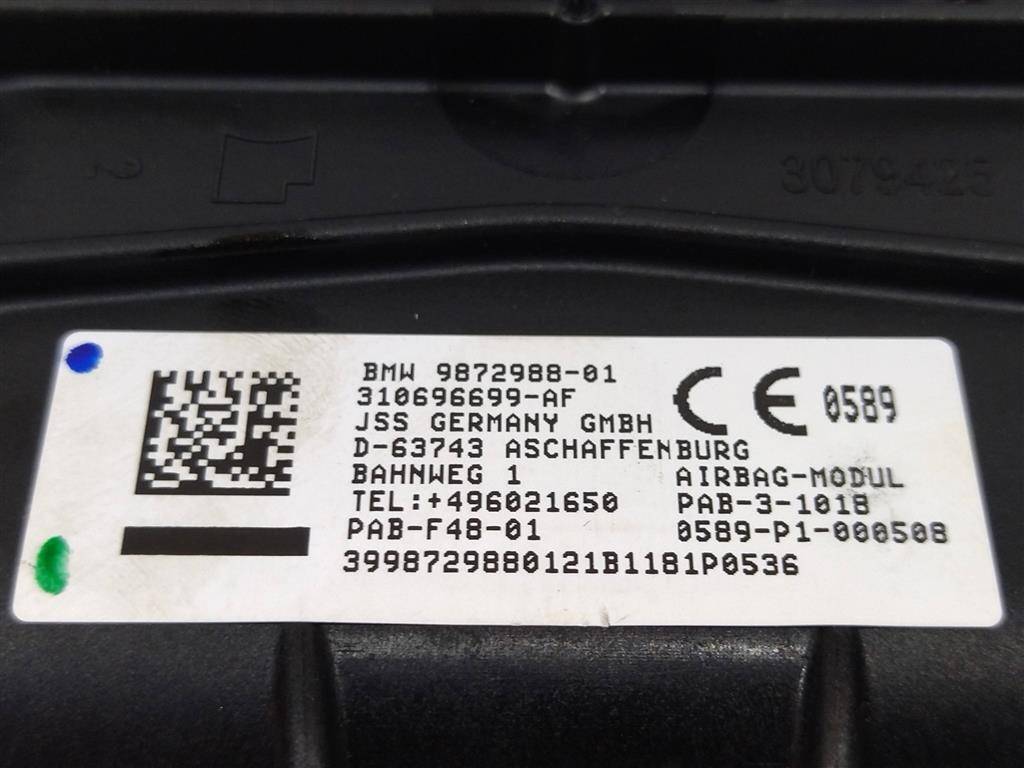 2
3079425
BMW 9872988-01
310696699-AF
JSS GERMANY GMBH
D-63743 ASCHAFFENBURG
BAHNWEG 1
TEL:+496021650
PAB-F48-01
CE 0589
AIRBAG-MODUL
PAB-3-1018
0589-P1-000508
3998729880121B1181P0536